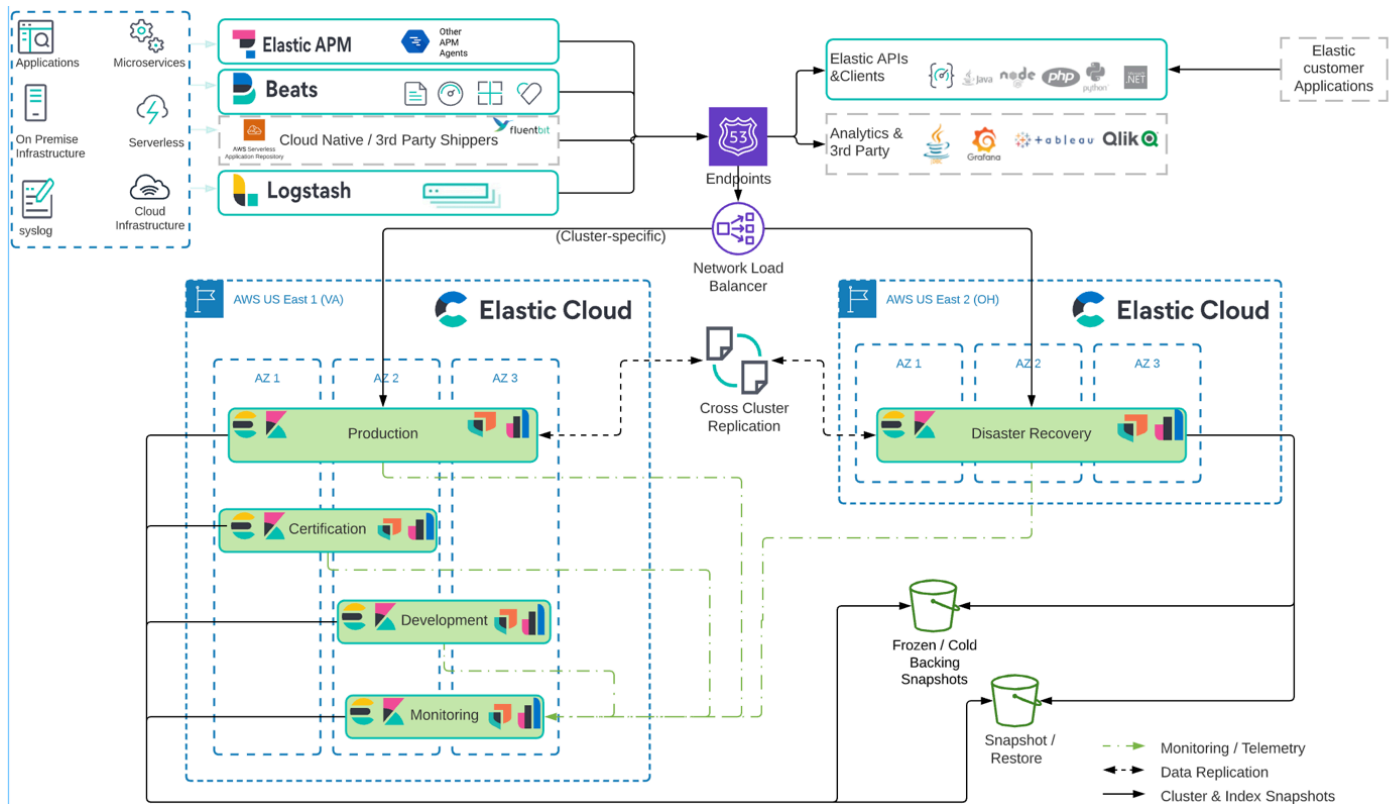 Applications
Microservices
On Premise
Infrastructure
Serverless
syslog
Cloud
Infrastructure
Elastic APM
Other
APM
Agents
Beats
AWS Serverless
Application Repository
Cloud Native / 3rd Party Shippers
fluentbit
Logstash
53
Endpoints
Elastic APIs
&Clients
Java
node
php
python
.NET
Elastic
customer
Applications
Analytics &
3rd Party
Java
Grafana
+ableau
Qlik
(Cluster-specific)
Network Load
Balancer
AWS US East 1 (VA)
Elastic Cloud
AZ 1
AZ 2
AZ 3
Production
Certification
Development
Monitoring
Cross Cluster
Replication
AWS US East 2 (OH)
Elastic Cloud
AZ 1
AZ 2
AZ 3
Disaster Recovery
Frozen / Cold
Backing
Snapshots
Snapshot /
Restore
Monitoring / Telemetry
Data Replication
Cluster & Index Snapshots